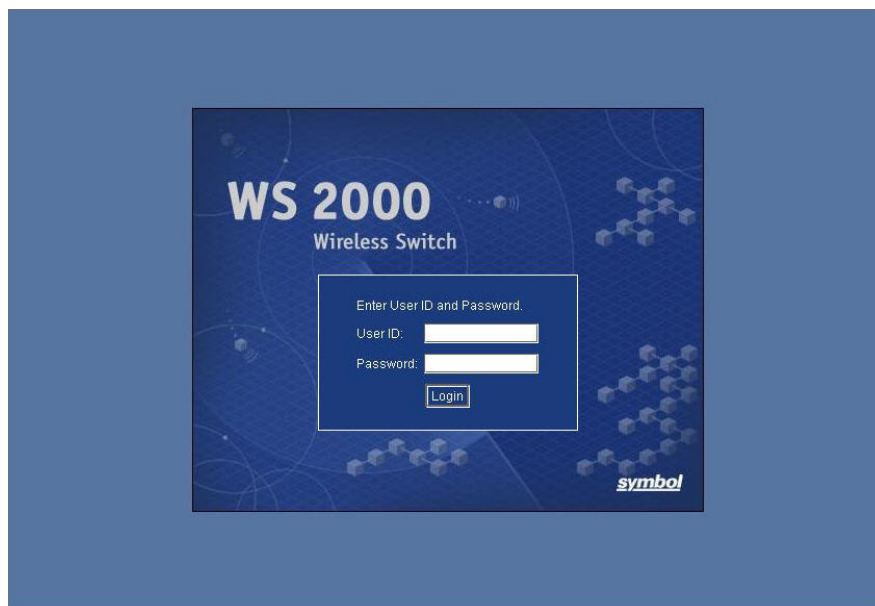 WS 2000
Wireless Switch
Enter User ID and Password.
User ID:
Password:
Login
symbol